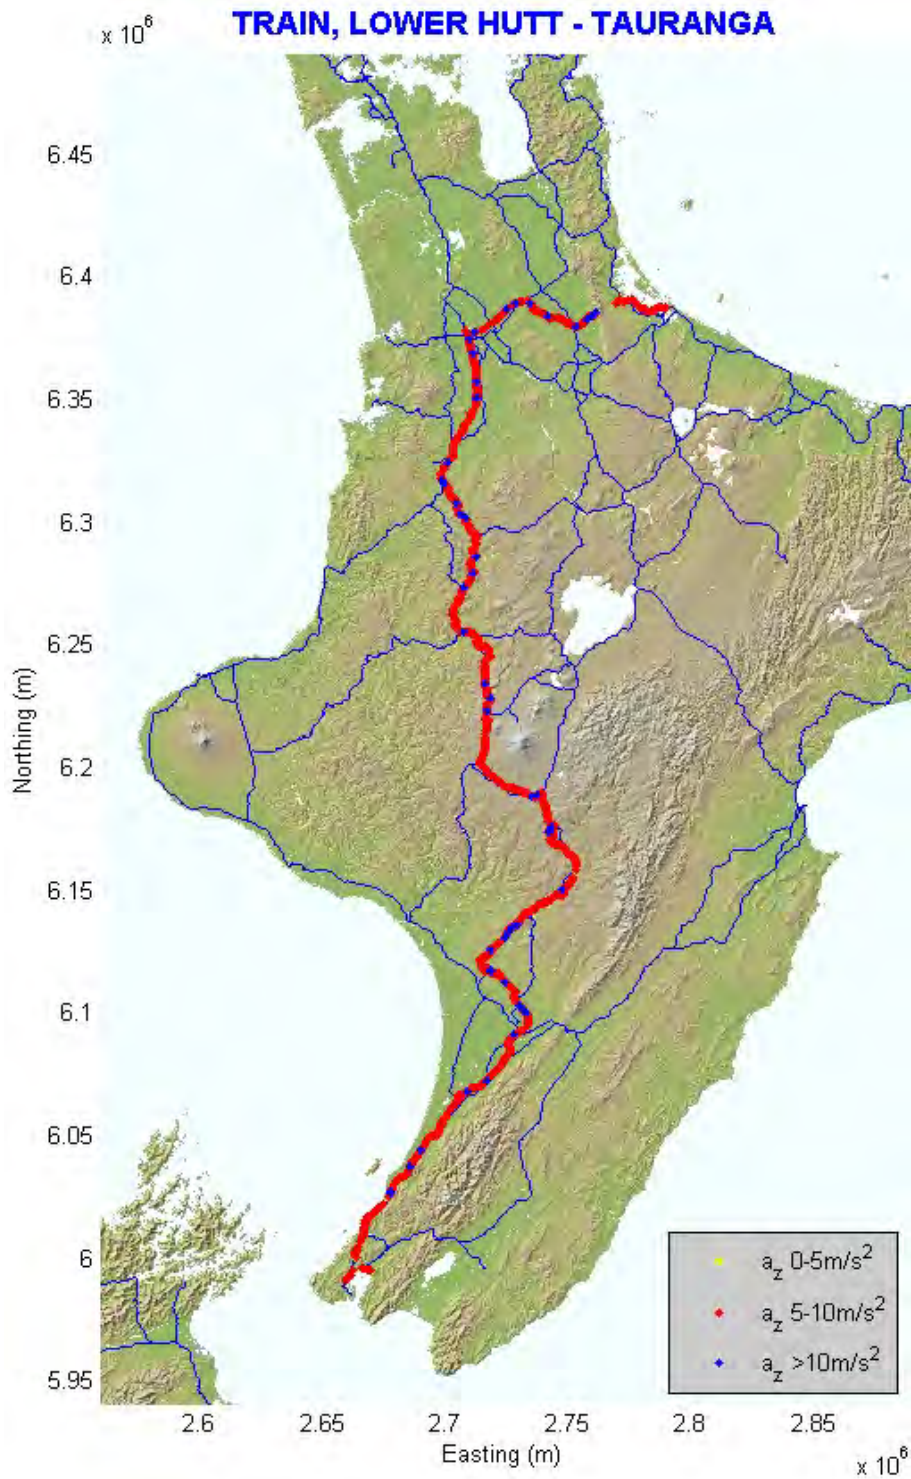 TRAIN, LOWER HUTT - TAURANGA
x 10^6
6.45
6.4
6.35
6.3
6.25
6.2
6.15
6.1
6.05
6
5.95
Northing (m)
a_z 0-5m/s^2
a_z 5-10m/s^2
a_z >10m/s^2
2.6 2.65 2.7 2.75 2.8 2.85
Easting (m)
x 10^6